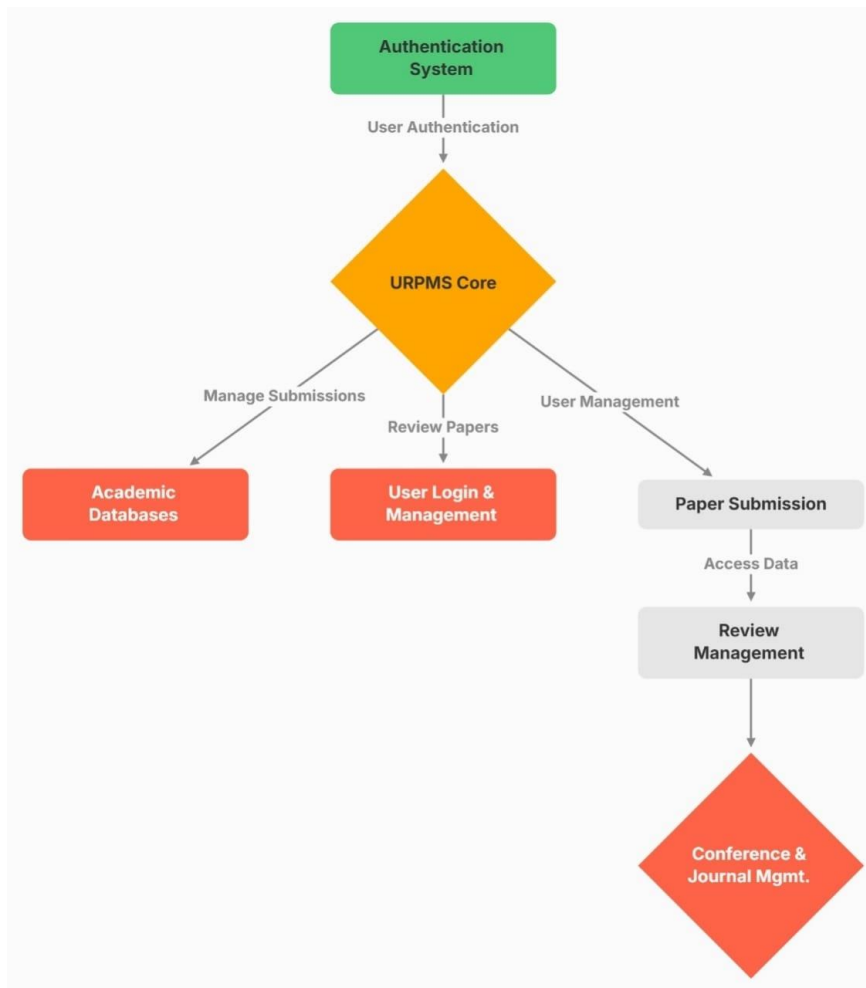 Authentication
System
User Authentication
URPMS Core
Manage Submissions
Review Papers
User Management
Academic
Databases
User Login &
Management
Paper Submission
Access Data
Review
Management
Conference &
Journal Mgmt.